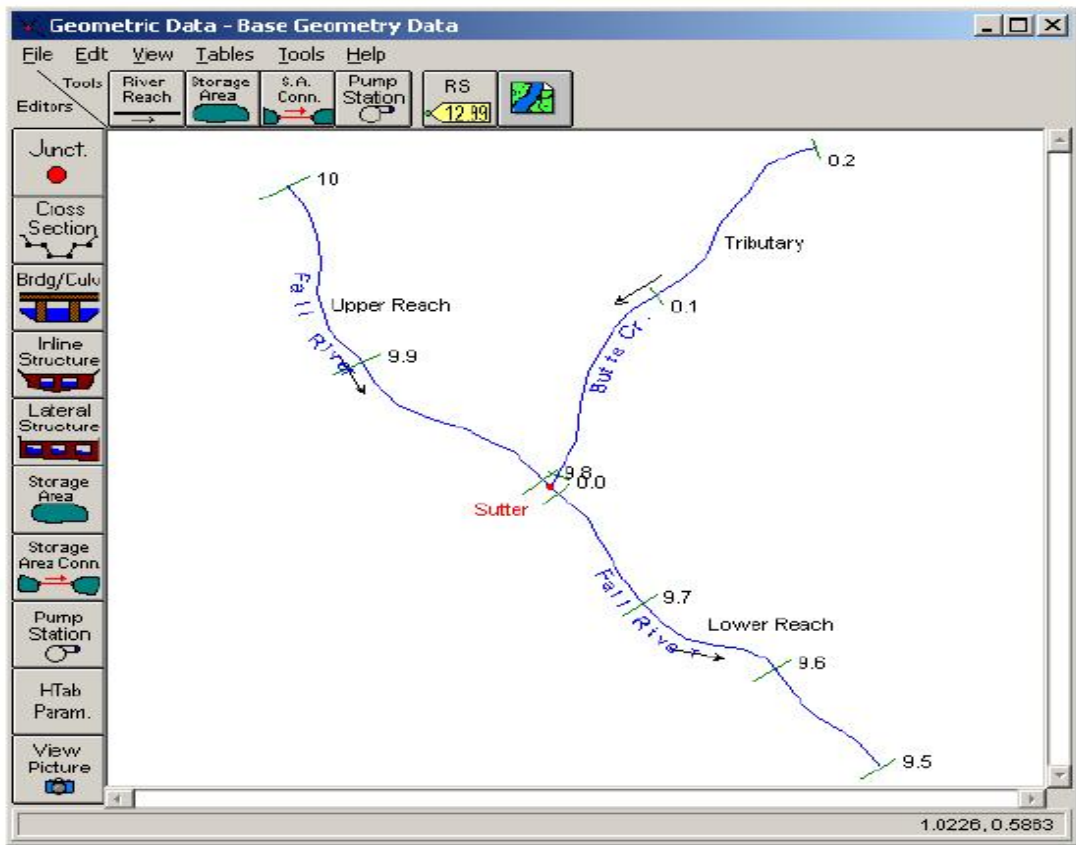 Geometric Data - Base Geometry Data
File Edit View Tables Tools Help
Tools
Editors
River
Reach
Storage
Area
S.A.
Conn.
Pump
Station
RS
12.99
Junct.
Cross
Section
Brdg/Culv
Inline
Structure
Lateral
Structure
Storage
Area
Storage
Area Conn.
Pump
Station
HTab
Param.
View
Picture
10
0.2
Tributary
Fall River
Upper Reach
0.1
Butte Cr.
9.9
9.8
0.0
Sutter
9.7
Fall River
Lower Reach
9.6
9.5
1.0226, 0.5863